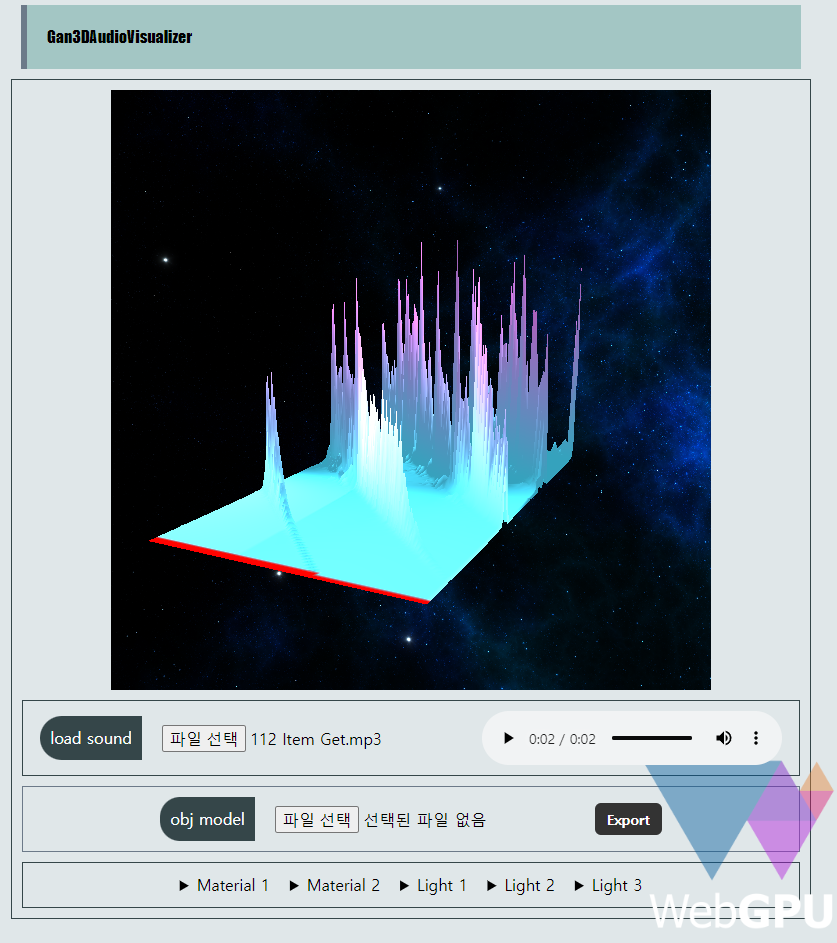 Gan3DAudioVisualizer
load sound 파일 선택 112 Item Get.mp3 0:02 / 0:02
obj model 파일 선택 선택된 파일 없음 Export
Material 1 Material 2 Light 1 Light 2 Light 3
WebGPU